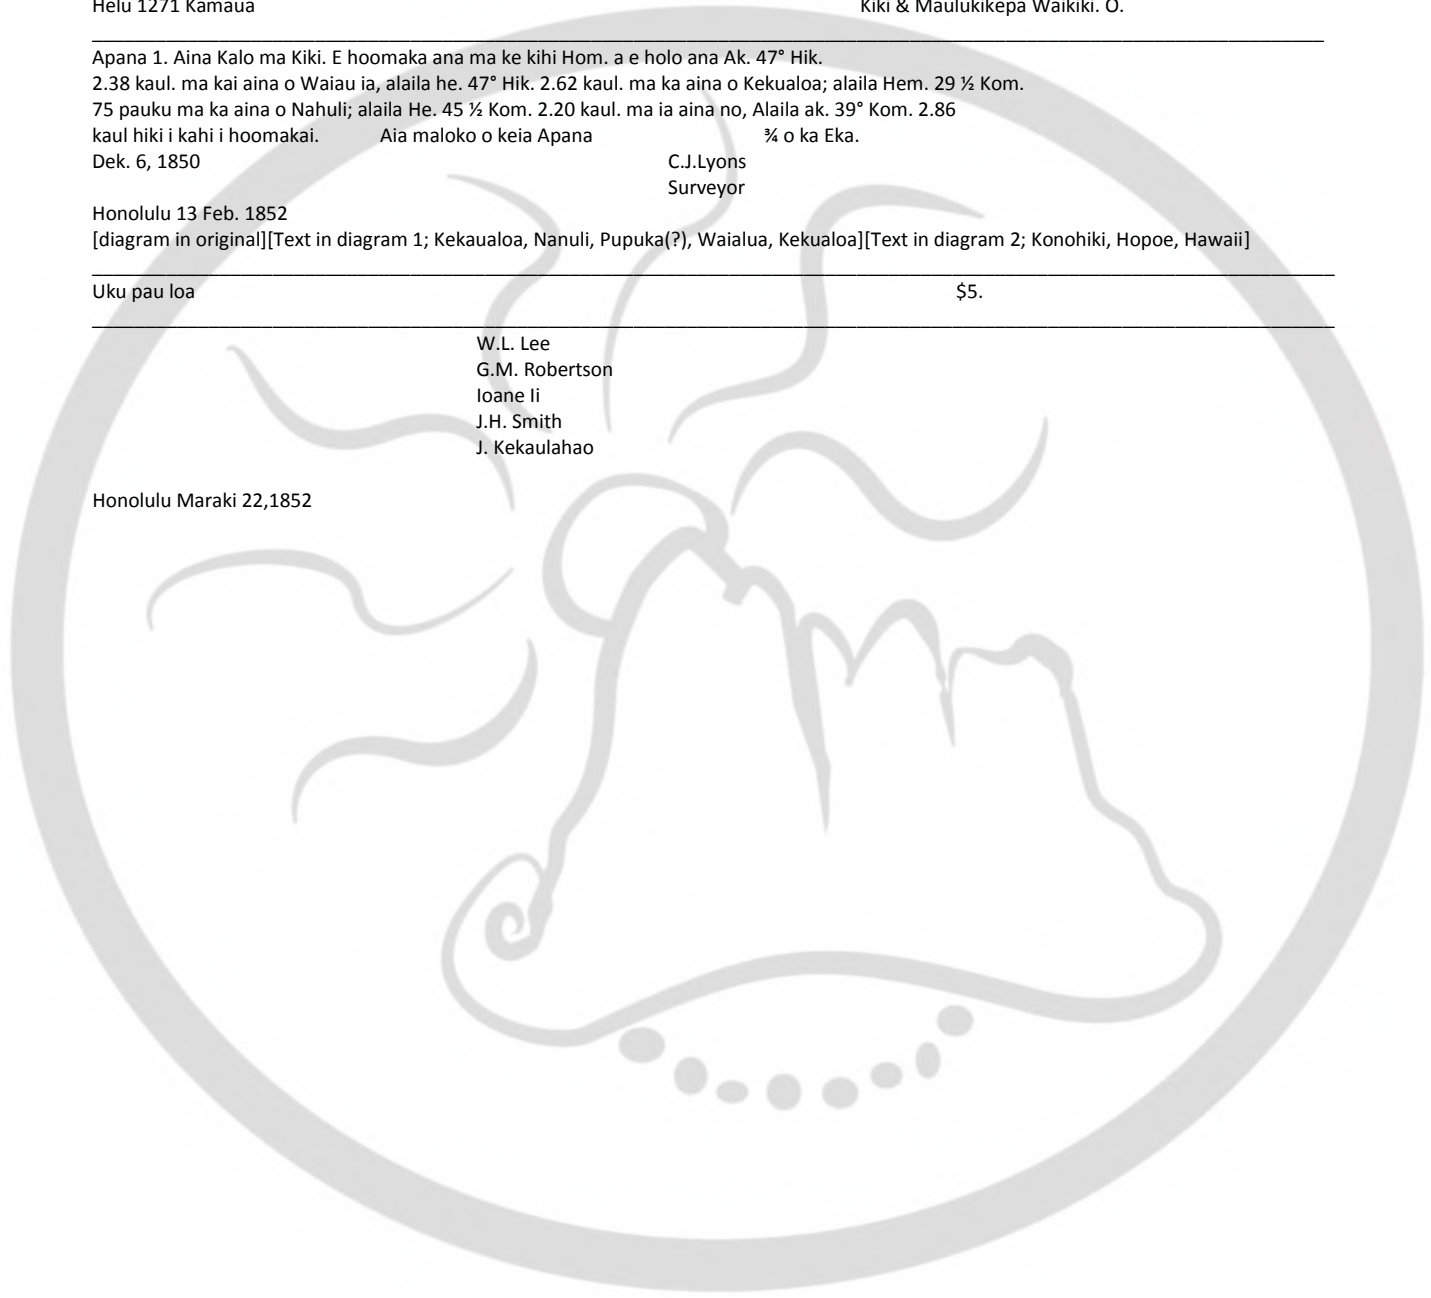 Helu 1271 Kamaua Kiki & Maulukikepa Waikiki. O.
Apana 1. Aina Kalo ma Kiki. E hoomaka ana ma ke kihi Hom. a e holo ana Ak. 47° Hik.
2.38 kaul. ma kai aina o Waiau ia, alaila he. 47° Hik. 2.62 kaul. ma ka aina o Kekualoa; alaila Hem. 29 ½ Kom.
75 pauku ma ka aina o Nahuli; alaila He. 45 ½ Kom. 2.20 kaul. ma ia aina no, Alaila ak. 39° Kom. 2.86
kaul hiki i kahi i hoomakai. Aia maloko o keia Apana ¾ o ka Eka.
Dek. 6, 1850 C.J.Lyons
Surveyor
Honolulu 13 Feb. 1852
[diagram in original][Text in diagram 1; Kekaualoa, Nanuli, Pupuka(?), Waialua, Kekualoa][Text in diagram 2; Konohiki, Hopoe, Hawaii]
Uku pau loa $5.
W.L. Lee
G.M. Robertson
Ioane Ii
J.H. Smith
J. Kekaulahao
Honolulu Maraki 22,1852